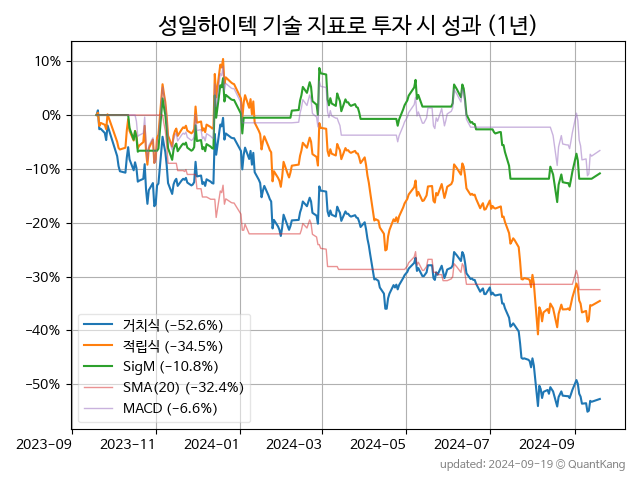 성일하이텍 기술 지표로 투자 시 성과 (1년)
10%
0%
−10%
−20%
−30%
−40%
−50%
거치식 (−52.6%)
적립식 (−34.5%)
SigM (−10.8%)
SMA(20) (−32.4%)
MACD (−6.6%)
2023-09 2023-11 2024-01 2024-03 2024-05 2024-07 2024-09
updated: 2024-09-19 © QuantKang